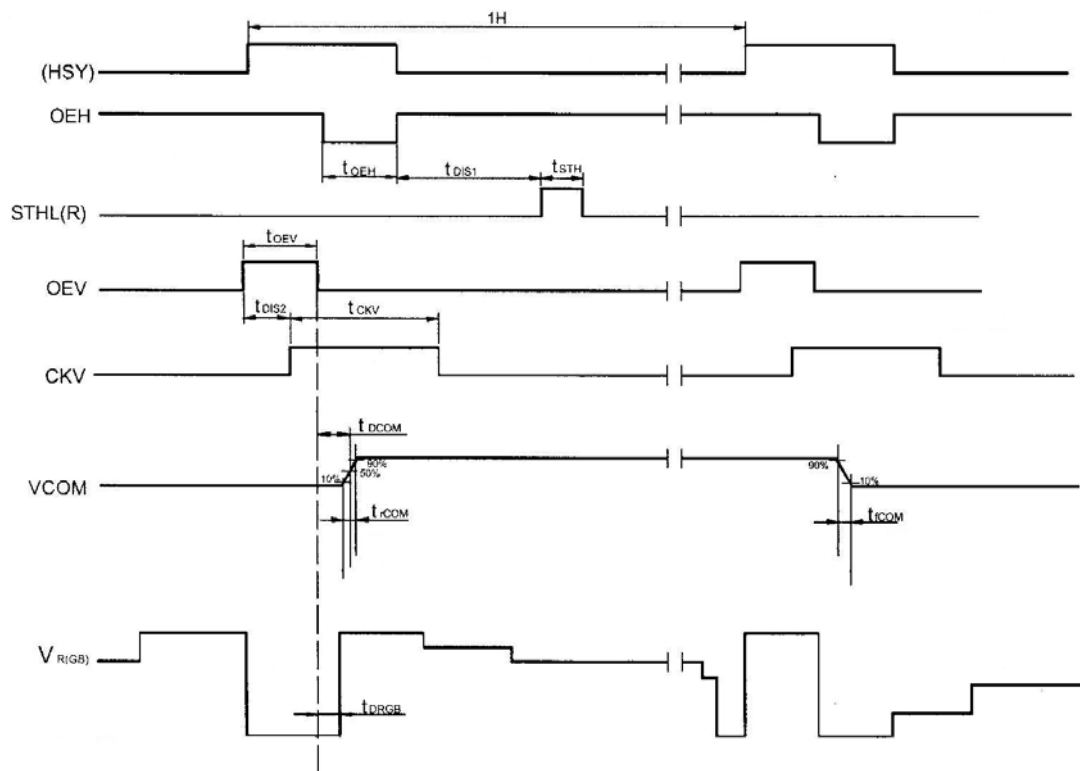 1H
(HSY)
OEH
tOEH tDIS1 tSTH
STHL(R)
tOEV
OEV
tDIS2 tCKV
CKV
tDCOM
90%
50%
10%
VCOM
trCOM
90%
10%
tfCOM
VR(GB)
tDRGB